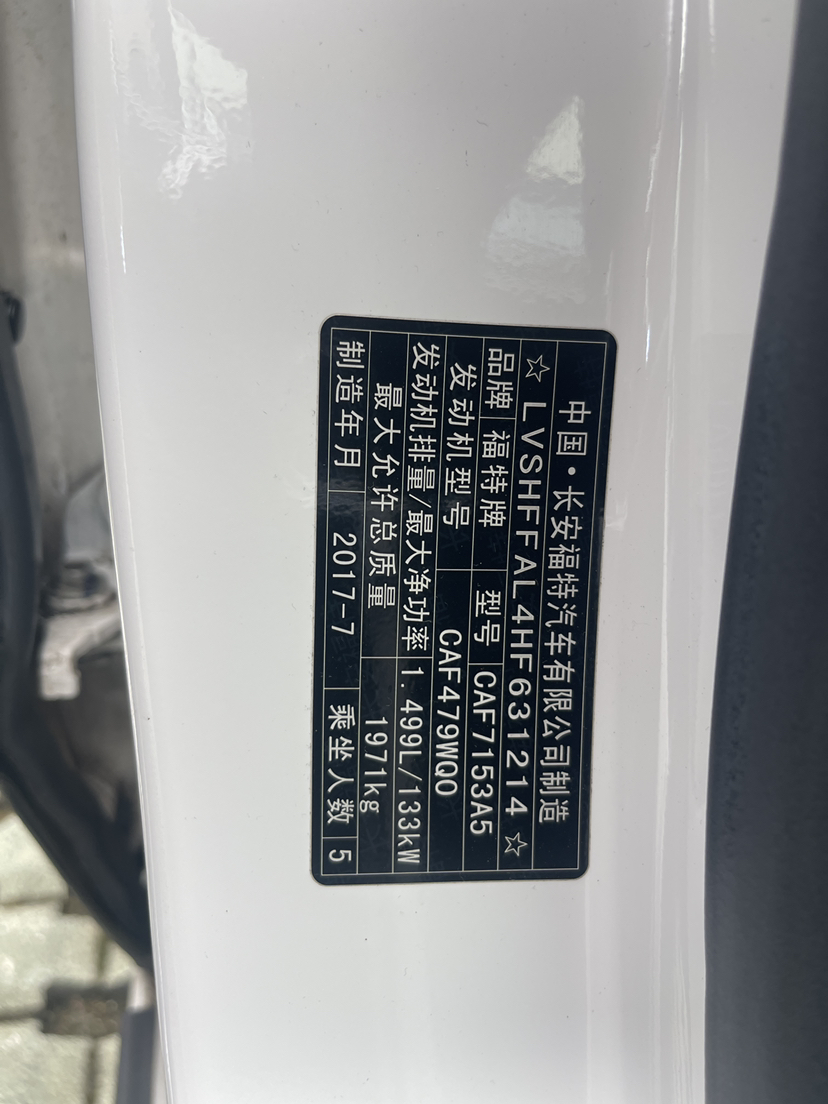 中国·长安福特汽车有限公司制造
☆LVSHFFAL4HF631214☆
品牌 福特牌 型号 CAF7153A5
发动机型号 CAF479WQ0
发动机排量/最大净功率 1.499L/133kW
最大允许总质量 1971kg
制造年月 2017-7 乘坐人数 5